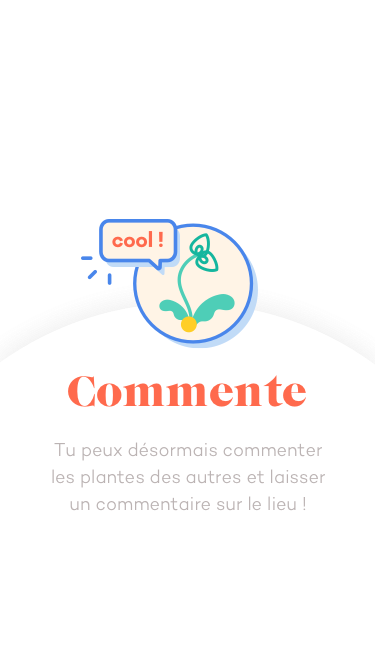 cool !
Commente
Tu peux désormais commenter
les plantes des autres et laisser
un commentaire sur le lieu !